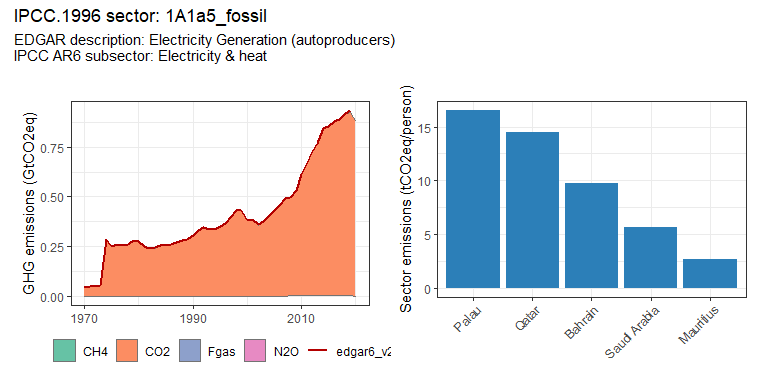 IPCC.1996 sector: 1A1a5_fossil
EDGAR description: Electricity Generation (autoproducers)
IPCC AR6 subsector: Electricity & heat
GHG emissions (GtCO2eq)
0.75
0.50
0.25
0.00
1970
1990
2010
CH4
CO2
Fgas
N2O
edgar6_v2
Sector emissions (tCO2eq/person)
15
10
5
0
Palau
Qatar
Bahrain
Saudi Arabia
Mauritius